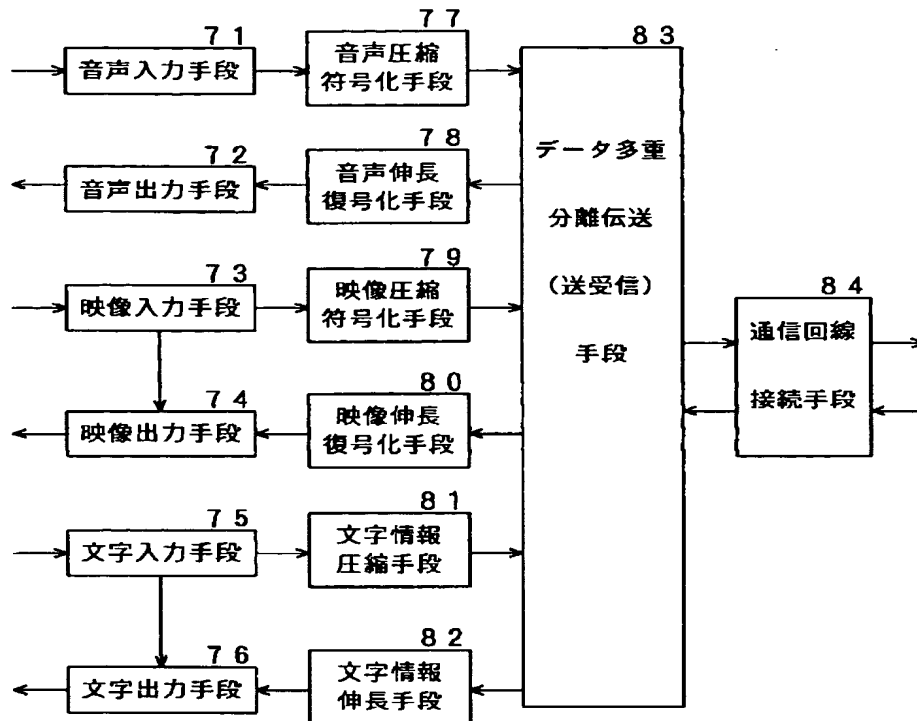 ７１
音声入力手段
７７
音声圧縮
符号化手段
８３
データ多重
分離伝送
（送受信）
手段
７２
音声出力手段
７８
音声伸長
復号化手段
７３
映像入力手段
７９
映像圧縮
符号化手段
８４
通信回線
接続手段
７４
映像出力手段
８０
映像伸長
復号化手段
７５
文字入力手段
８１
文字情報
圧縮手段
７６
文字出力手段
８２
文字情報
伸長手段